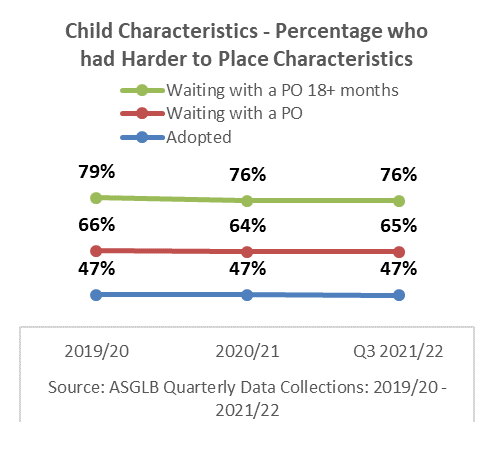 Child Characteristics - Percentage who
had Harder to Place Characteristics
Waiting with a PO 18+ months
Waiting with a PO
Adopted
79% 76% 76%
66% 64% 65%
47% 47% 47%
2019/20 2020/21 Q3 2021/22
Source: ASGLB Quarterly Data Collections: 2019/20 -
2021/22